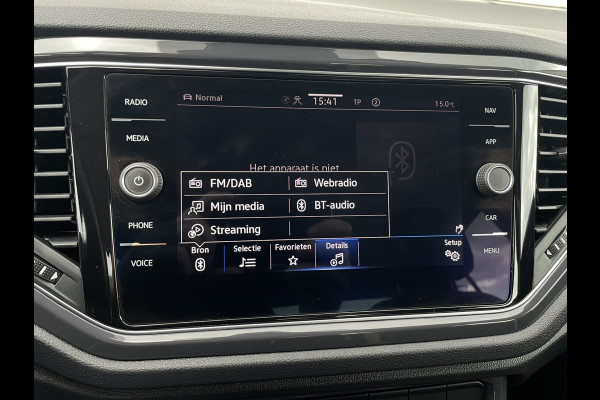 RADIO
MEDIA
PHONE
VOICE
Normal
15:41
TP
2
15.0°C
Het apparaat is niet
FM/DAB
Webradio
Mijn media
BT-audio
Streaming
Bron
Selectie
Favorieten
Details
Setup
NAV
APP
CAR
MENU